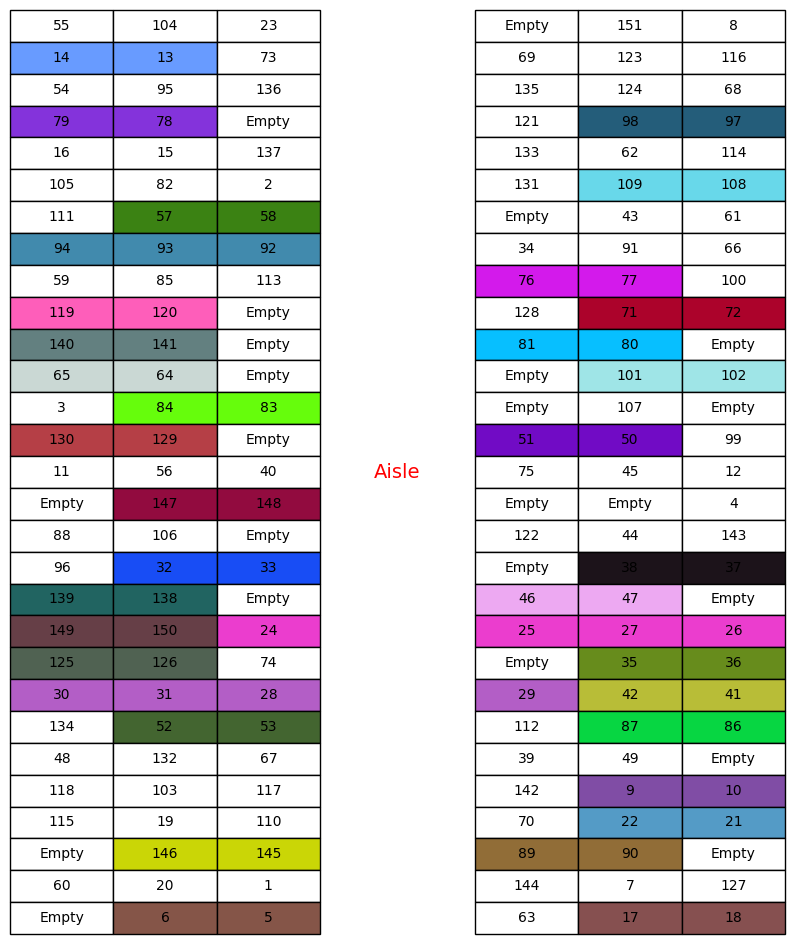 55 104 23 Empty 151 8
14 13 73 69 123 116
54 95 136 135 124 68
79 78 Empty 121 98 97
16 15 137 133 62 114
105 82 2 131 109 108
111 57 58 Empty 43 61
94 93 92 34 91 66
59 85 113 76 77 100
119 120 Empty 128 71 72
140 141 Empty 81 80 Empty
65 64 Empty Empty 101 102
3 84 83 Empty 107 Empty
130 129 Empty 51 50 99
11 56 40 Aisle 75 45 12
Empty 147 148 Empty Empty 4
88 106 Empty 122 44 143
96 32 33 Empty 38 37
139 138 Empty 46 47 Empty
149 150 24 25 27 26
125 126 74 Empty 35 36
30 31 28 29 42 41
134 52 53 112 87 86
48 132 67 39 49 Empty
118 103 117 142 9 10
115 19 110 70 22 21
Empty 146 145 89 90 Empty
60 20 1 144 7 127
Empty 6 5 63 17 18